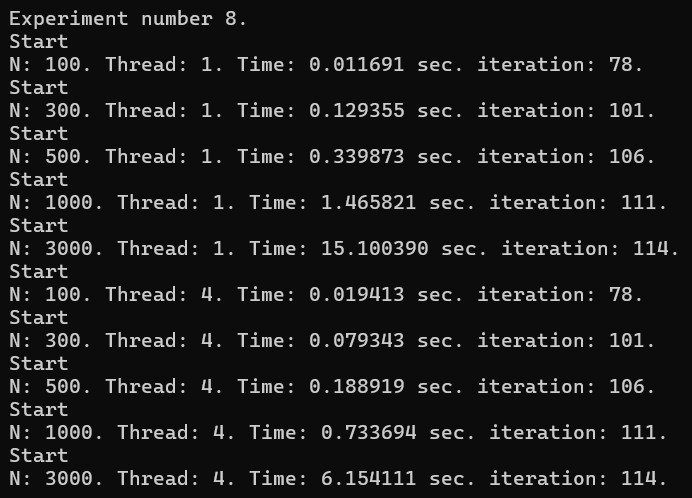 Experiment number 8.
Start
N: 100. Thread: 1. Time: 0.011691 sec. iteration: 78.
Start
N: 300. Thread: 1. Time: 0.129355 sec. iteration: 101.
Start
N: 500. Thread: 1. Time: 0.339873 sec. iteration: 106.
Start
N: 1000. Thread: 1. Time: 1.465821 sec. iteration: 111.
Start
N: 3000. Thread: 1. Time: 15.100390 sec. iteration: 114.
Start
N: 100. Thread: 4. Time: 0.019413 sec. iteration: 78.
Start
N: 300. Thread: 4. Time: 0.079343 sec. iteration: 101.
Start
N: 500. Thread: 4. Time: 0.188919 sec. iteration: 106.
Start
N: 1000. Thread: 4. Time: 0.733694 sec. iteration: 111.
Start
N: 3000. Thread: 4. Time: 6.154111 sec. iteration: 114.